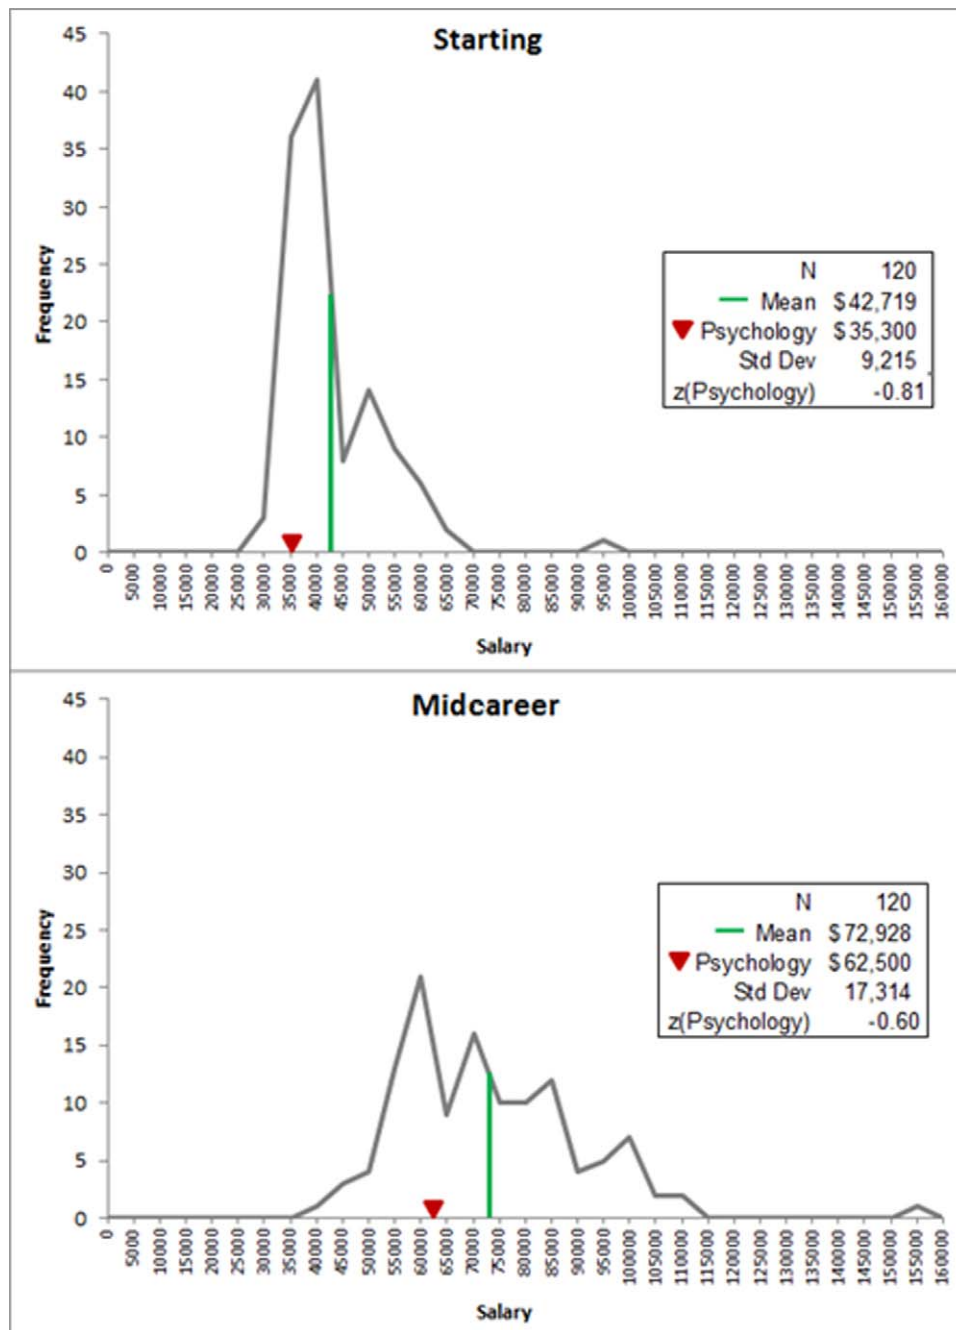 Starting
45
40
35
30
25
20
15
10
5
0
Frequency
N 120
Mean $42,719
Psychology $35,300
Std Dev 9,215
z(Psychology) -0.81
0 5000 10000 15000 20000 25000 30000 35000 40000 45000 50000 55000 60000 65000 70000 75000 80000 85000 90000 95000 100000 105000 110000 115000 120000 125000 130000 135000 140000 145000 150000 155000 160000
Salary
Midcareer
45
40
35
30
25
20
15
10
5
0
Frequency
N 120
Mean $72,928
Psychology $62,500
Std Dev 17,314
z(Psychology) -0.60
0 5000 10000 15000 20000 25000 30000 35000 40000 45000 50000 55000 60000 65000 70000 75000 80000 85000 90000 95000 100000 105000 110000 115000 120000 125000 130000 135000 140000 145000 150000 155000 160000
Salary